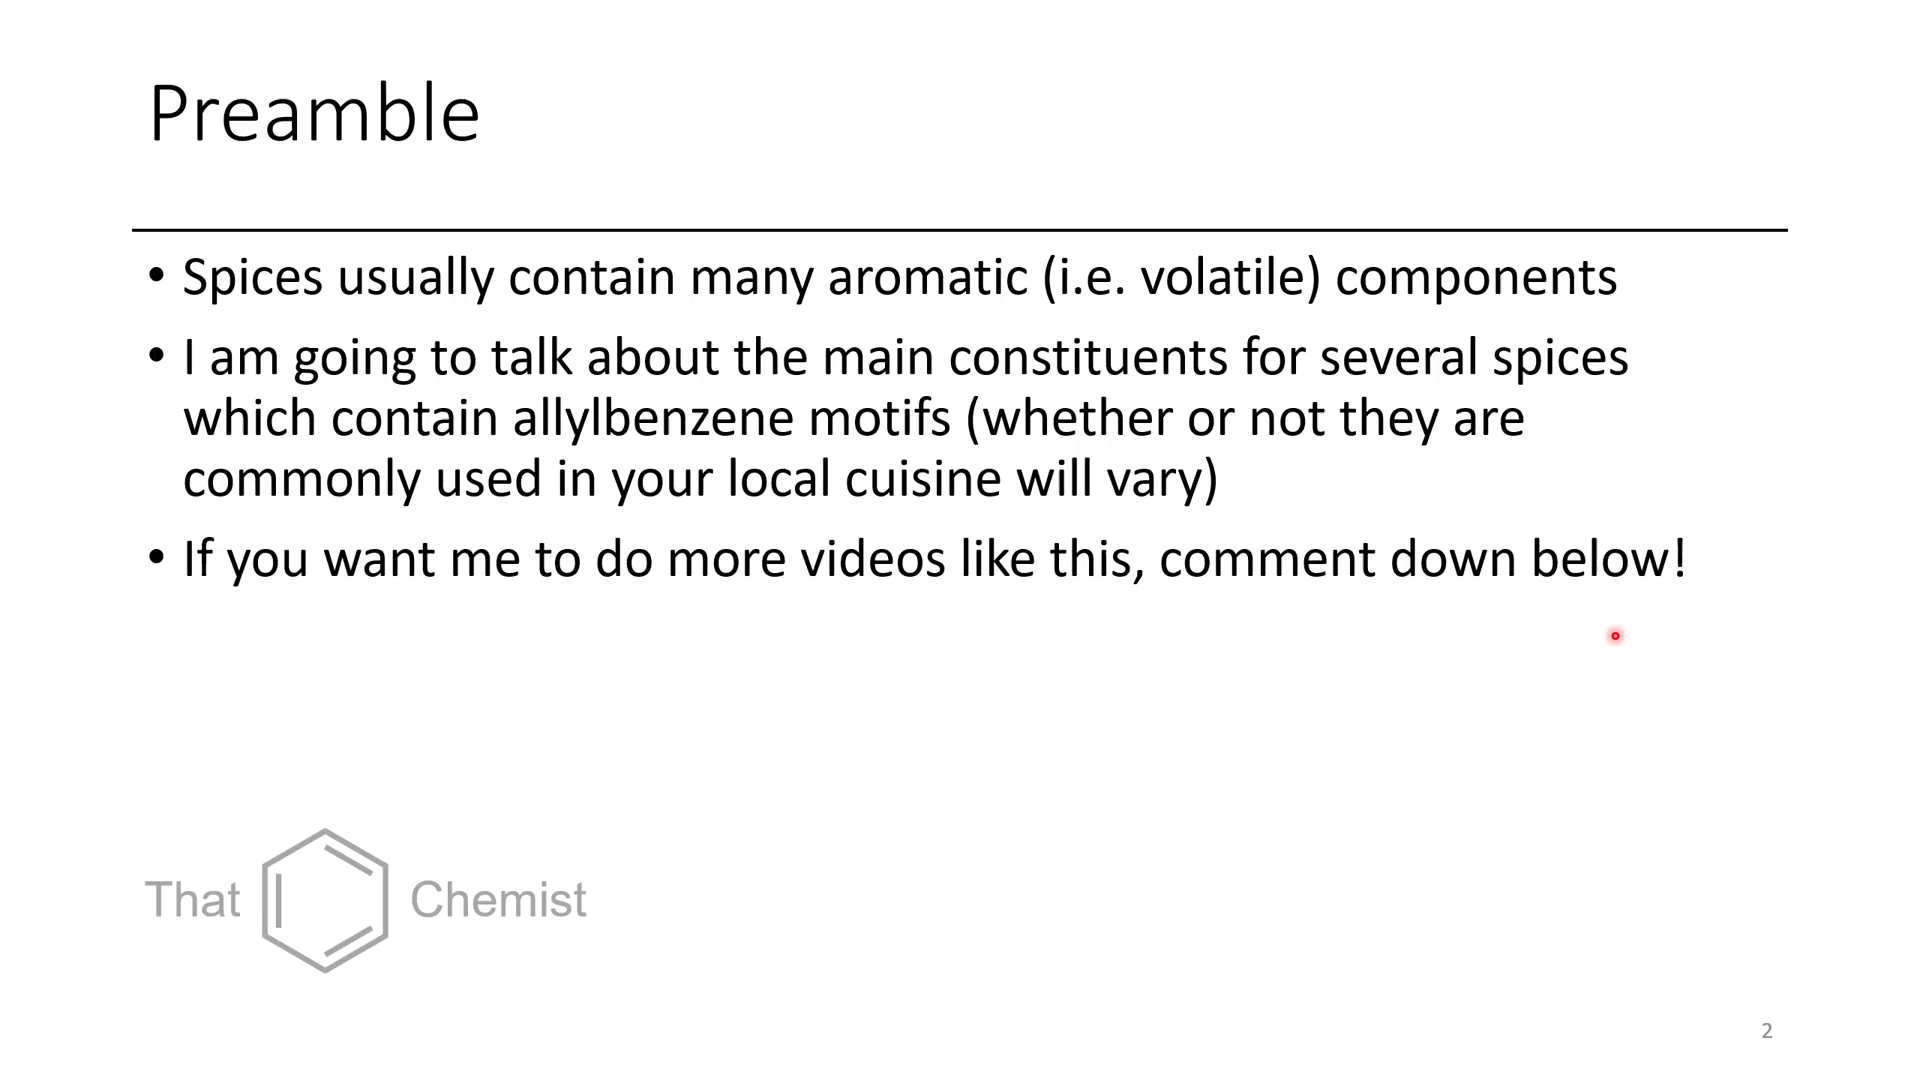 Preamble
• Spices usually contain many aromatic (i.e. volatile) components
• I am going to talk about the main constituents for several spices
which contain allylbenzene motifs (whether or not they are
commonly used in your local cuisine will vary)
• If you want me to do more videos like this, comment down below!
That Chemist
2